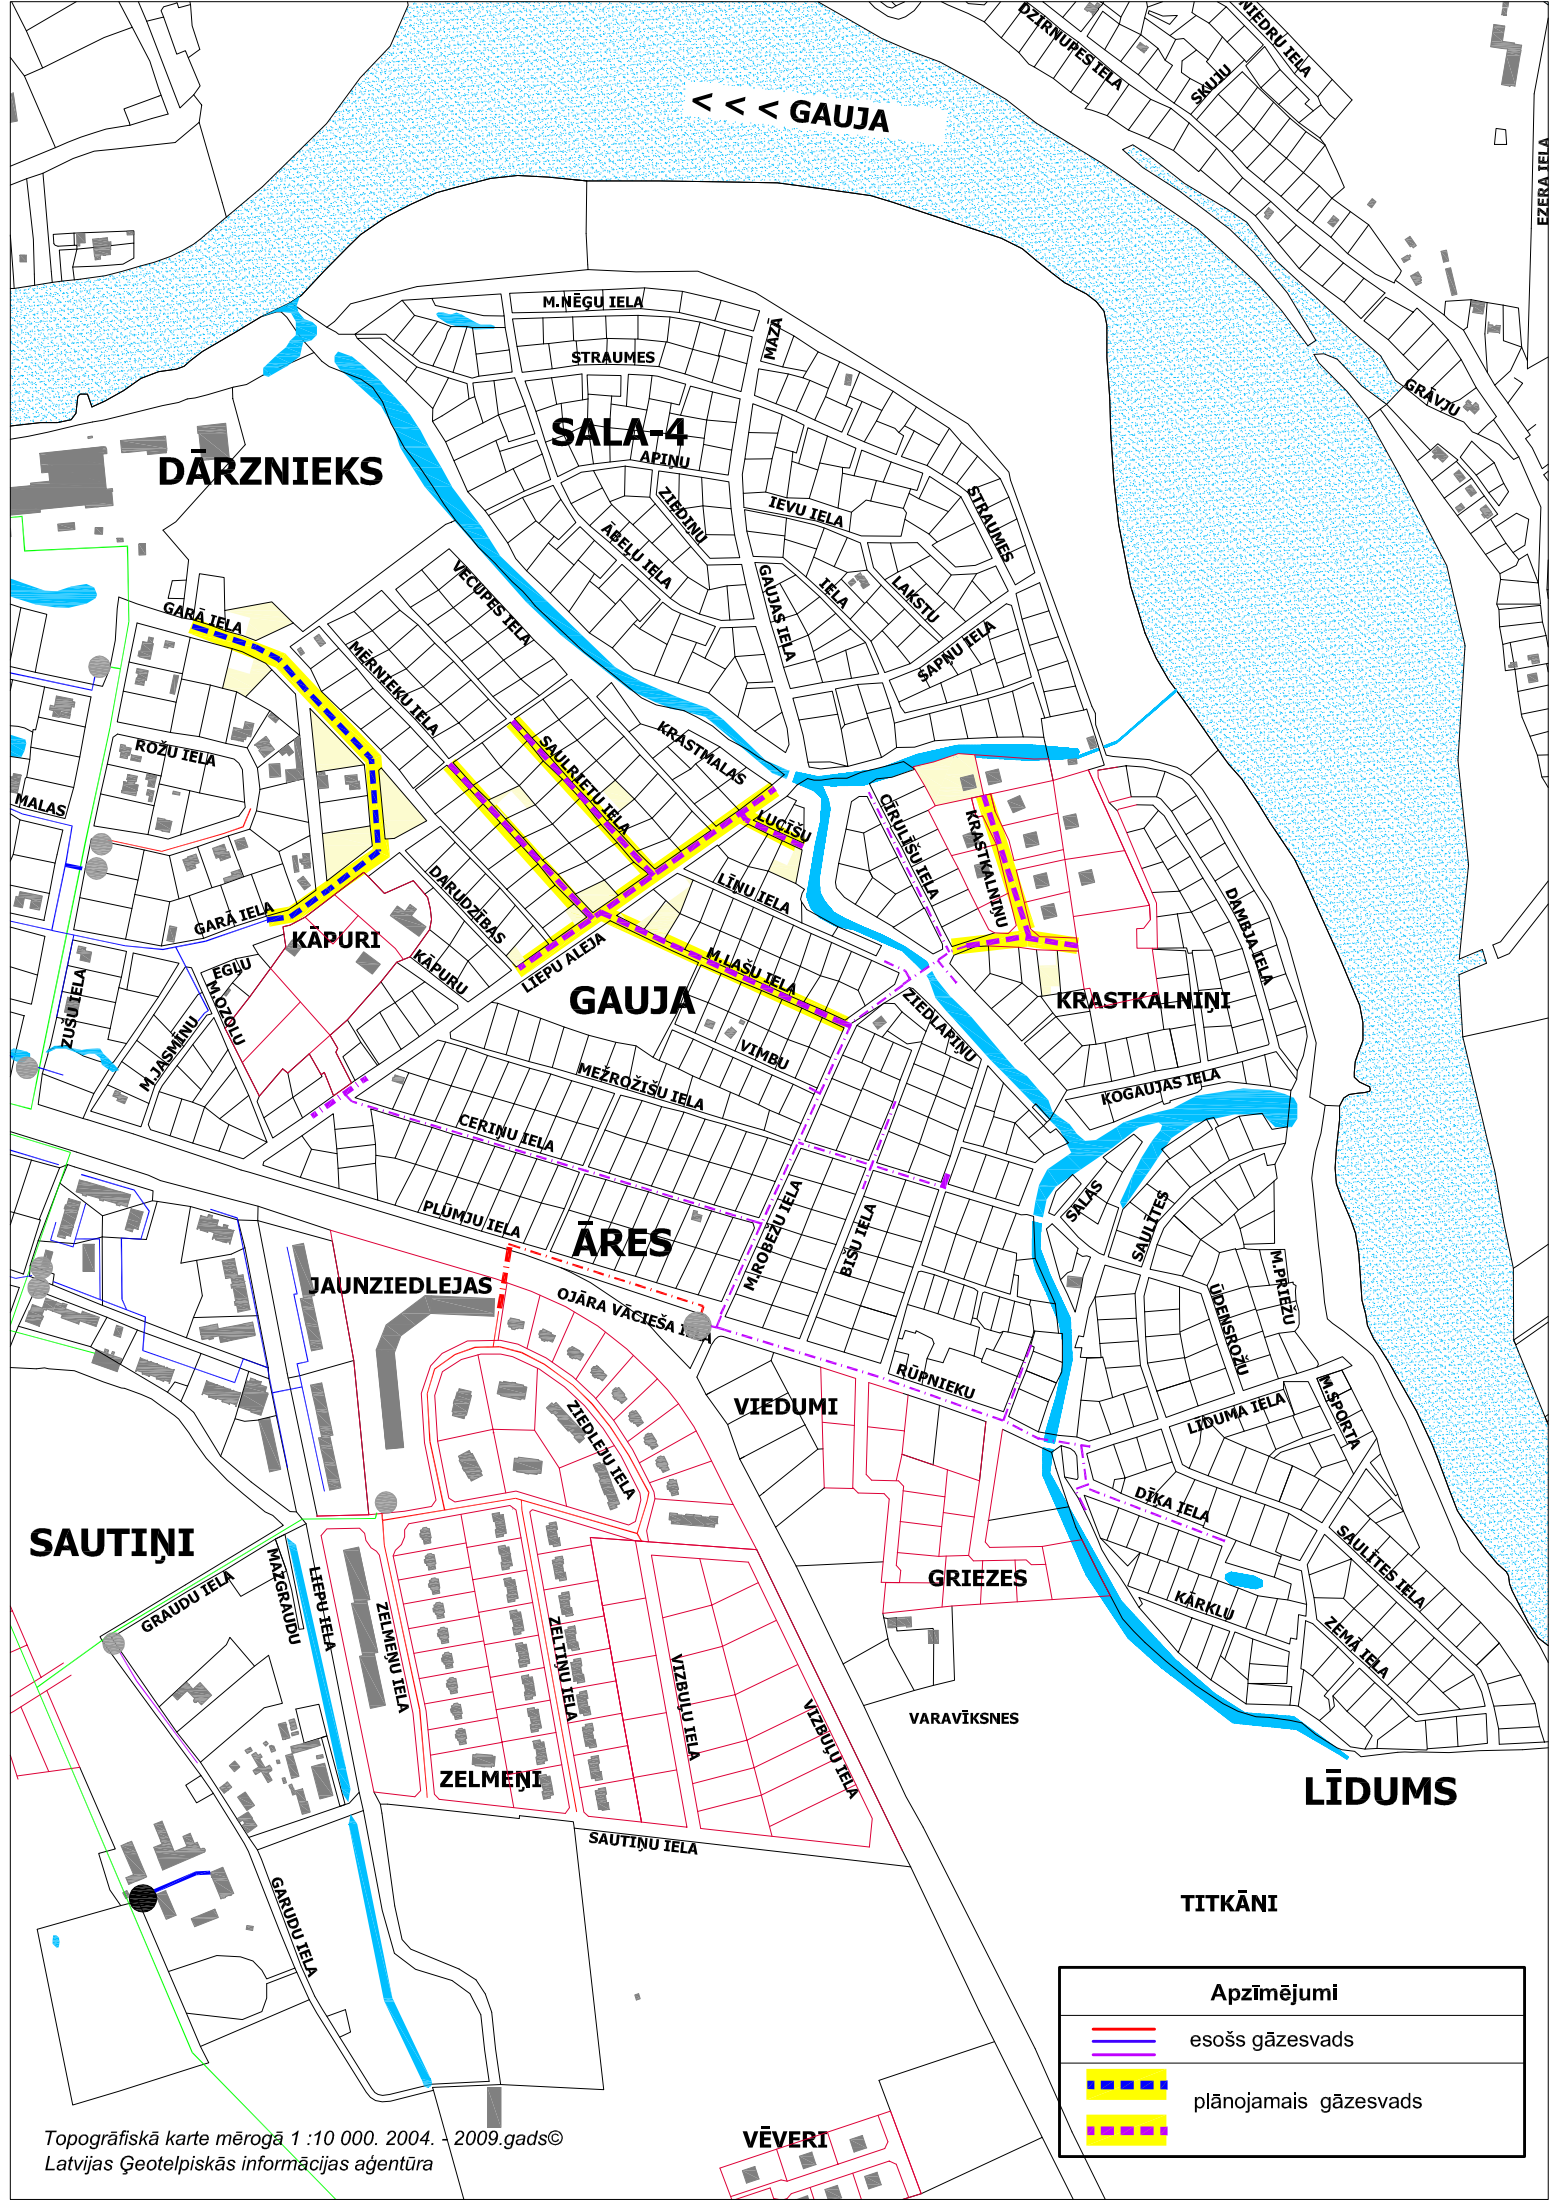 DZIRNUPES IELA
NIEDRU IELA
SKUJU
EZERA IELA
< < < GAUJA
M.NĒĢU IELA
MAZĀ
STRAUMES
GRĀVJU
SALA-4
DĀRZNIEKS
APIŅU
ZIEDIŅU
IEVU IELA
STRAUMES
ĀBEĻU IELA
VECUPES IELA
GAUJAS IELA
IELA
LAKSTU
GARĀ IELA
SAPŅU IELA
MĒRNIEKU IELA
KRASTMALAS
ROŽU IELA
SAULRIETU IELA
MALAS
LUCĪŠU
CĪRULĪŠU IELA
KRASTKALNIŅU
DARUDZĪBAS
LĪŅU IELA
DAMBJA IELA
GARĀ IELA
KĀPURI
EGĻU
KĀPURU
LIEPU ALEJA
M.LAŠU IELA
ZUŠU IELA
M.OZOLU
GAUJA
ZIEDLAPIŅU
KRASTKALNIŅI
M.JASMĪNU
VIMBU
MEŽROŽIŠU IELA
KOGAUJAS IELA
CERIŅU IELA
M.ROBEŽU IELA
SALAS
PLŪMJU IELA
BIŠU IELA
SAULĪTES
ĀRES
JAUNZIEDLEJAS
OJĀRA VĀCIEŠA IELA
M.PRIEŽU
ŪDENSROŽU
RŪPNIEKU
VIEDUMI
M.SPORTA
LĪDUMA IELA
ZIEDLEJU IELA
DĪĶA IELA
SAUTIŅI
SAULĪTES IELA
MAZGRAUDU
LIEPU IELA
GRAUDU IELA
GRIEZES
KĀRKLU
ZELMEŅU IELA
ZELTIŅU IELA
ZEMĀ IELA
VIZBUĻU IELA
VIZBUĻU IELA
VARAVĪKSNES
ZELMEŅI
LĪDUMS
SAUTIŅU IELA
GARUDU IELA
TITKĀNI
Apzīmējumi
esošs gāzesvads
plānojamais gāzesvads
VĒVERI
Topogrāfiskā karte mērogā 1 :10 000. 2004. - 2009.gads©
Latvijas Ģeotelpiskās informācijas aģentūra